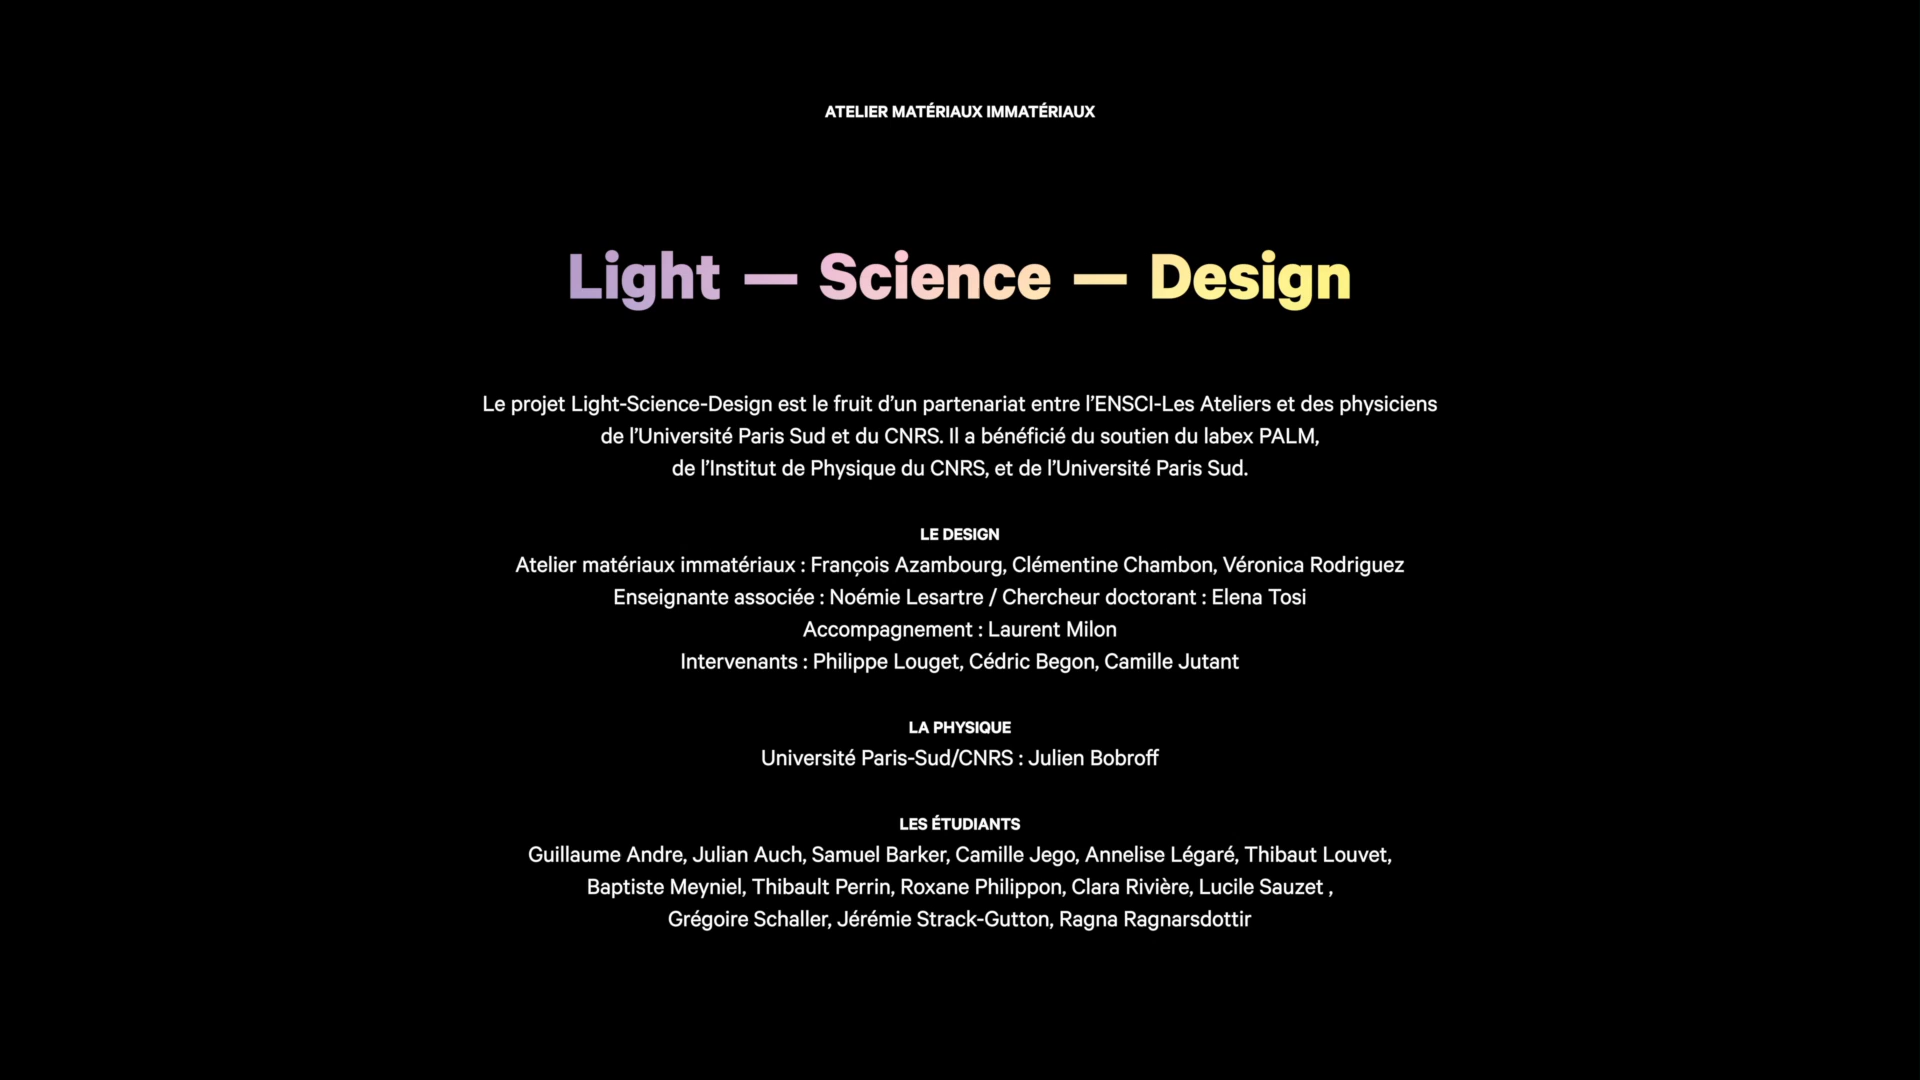 ATELIER MATÉRIAUX IMMATÉRIAUX
Light — Science — Design
Le projet Light-Science-Design est le fruit d’un partenariat entre l’ENSCI-Les Ateliers et des physiciens
de l’Université Paris Sud et du CNRS. Il a bénéficié du soutien du labex PALM,
de l’Institut de Physique du CNRS, et de l’Université Paris Sud.
LE DESIGN
Atelier matériaux immatériaux : François Azambourg, Clémentine Chambon, Véronica Rodriguez
Enseignante associée : Noémie Lesartre / Chercheur doctorant : Elena Tosi
Accompagnement : Laurent Milon
Intervenants : Philippe Louget, Cédric Begon, Camille Jutant
LA PHYSIQUE
Université Paris-Sud/CNRS : Julien Bobroff
LES ÉTUDIANTS
Guillaume Andre, Julian Auch, Samuel Barker, Camille Jego, Annelise Légaré, Thibaut Louvet,
Baptiste Meyniel, Thibault Perrin, Roxane Philippon, Clara Rivière, Lucile Sauzet ,
Grégoire Schaller, Jérémie Strack-Gutton, Ragna Ragnarsdottir